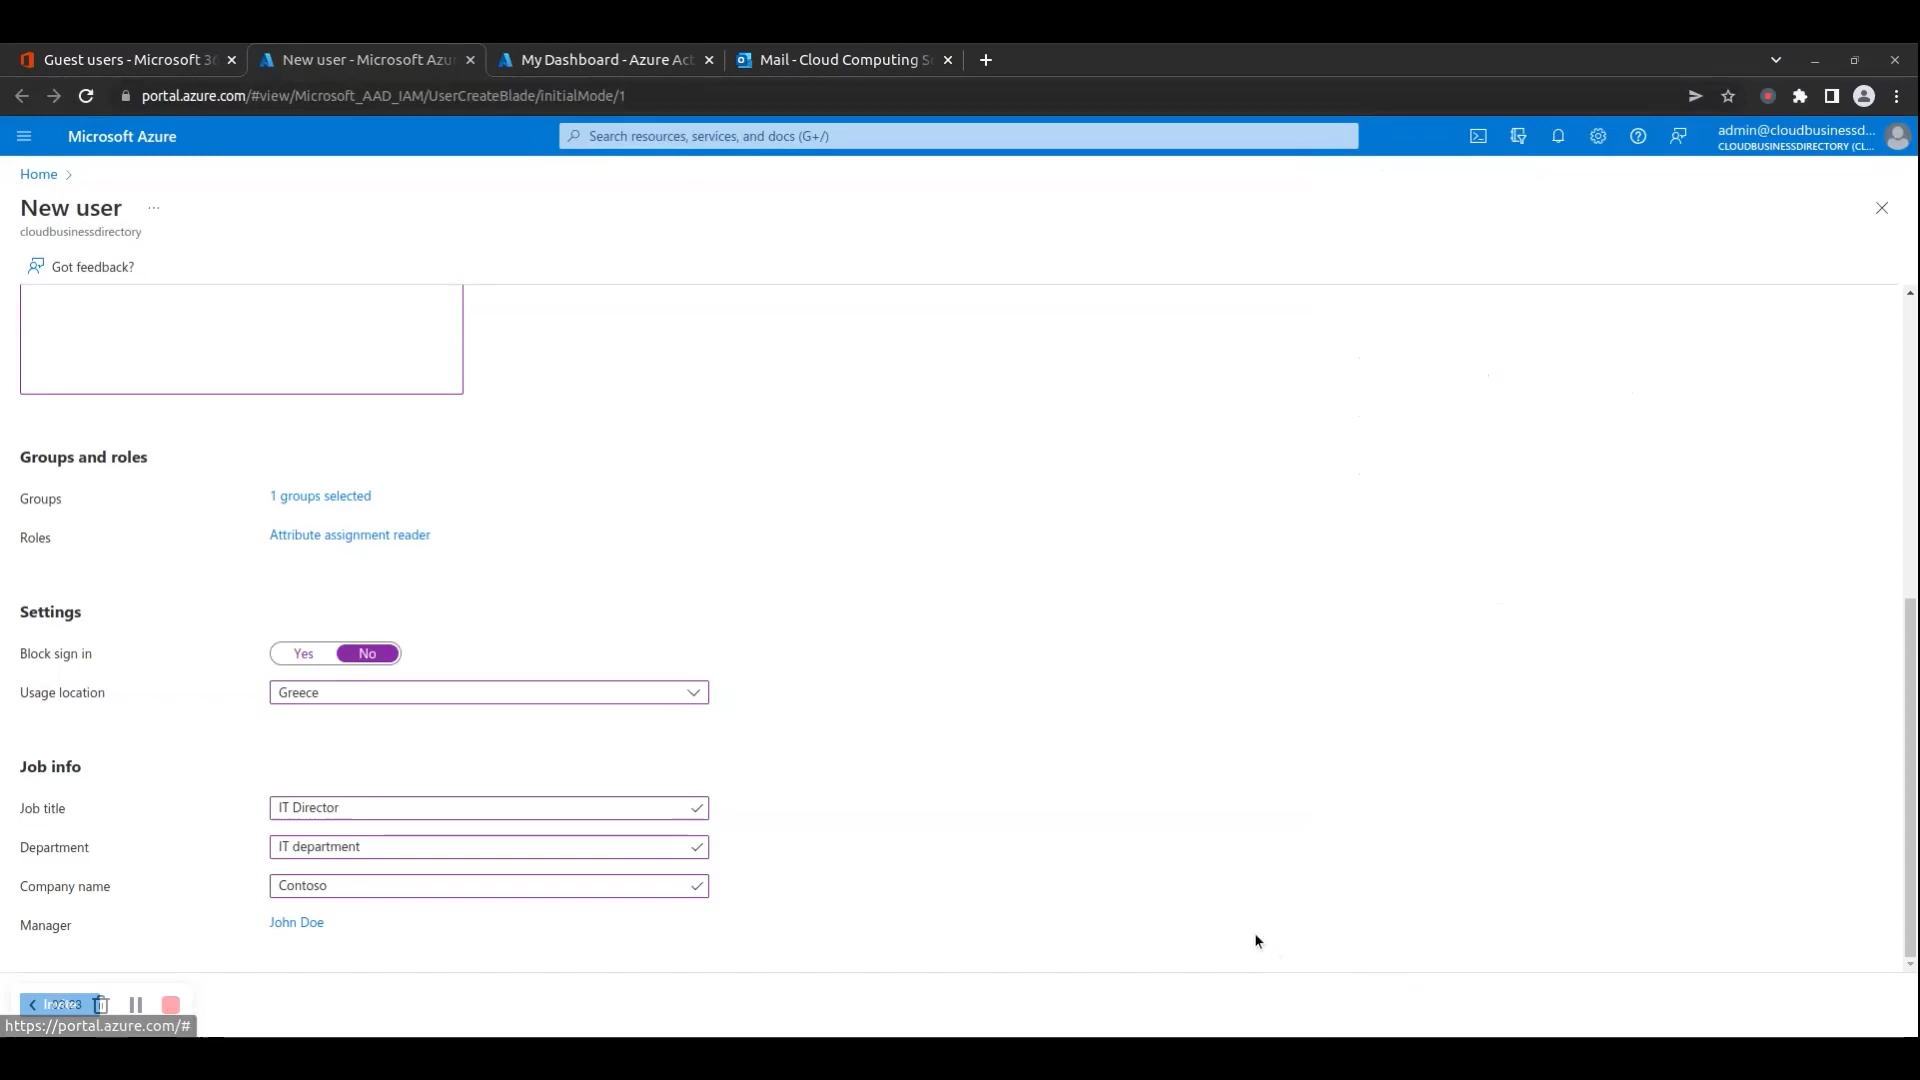 Guest users - Microsoft 36
New user - Microsoft Azu
My Dashboard - Azure Act
Mail - Cloud Computing S
portal.azure.com/#view/Microsoft_AAD_IAM/UserCreateBlade/initialMode/1
Microsoft Azure
Search resources, services, and docs (G+/)
admin@cloudbusinessd...
CLOUDBUSINESSDIRECTORY (CL...
Home
New user ...
cloudbusinessdirectory
Got feedback?
Groups and roles
Groups
1 groups selected
Roles
Attribute assignment reader
Settings
Block sign in
Yes No
Usage location
Greece
Job info
Job title
IT Director
Department
IT department
Company name
Contoso
Manager
John Doe
https://portal.azure.com/#